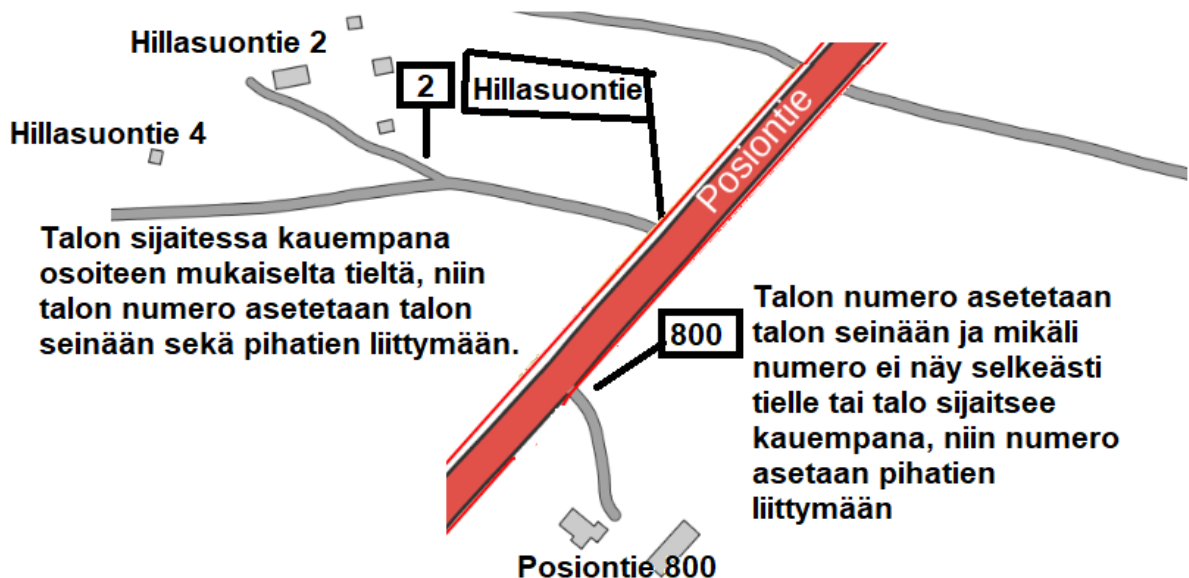 Hillasuontie 2
2
Hillasuontie
Hillasuontie 4
Posiontie
Talon sijaitessa kauempana
osoiteen mukaiselta tieltä, niin
talon numero asetetaan talon
seinään sekä pihatien liittymään.
800
Talon numero asetetaan
talon seinään ja mikäli
numero ei näy selkeästi
tielle tai talo sijaitsee
kauempana, niin numero
asetaan pihatien
liittymään
Posiontie 800